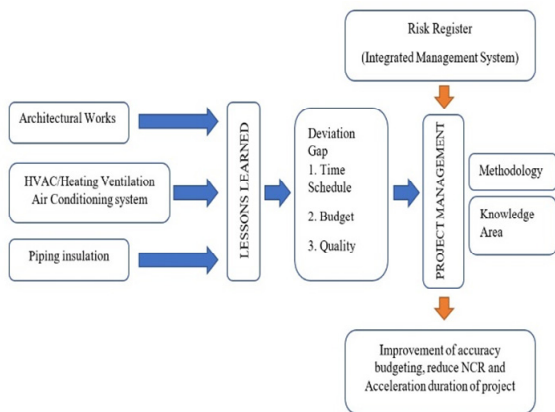 Risk Register
(Integrated Management System)
Architectural Works
HVAC/Heating Ventilation
Air Conditioning system
Piping insulation
LESSONS LEARNED
Deviation
Gap
1. Time
Schedule
2. Budget
3. Quality
PROJECT MANAGEMENT
Methodology
Knowledge
Area
Improvement of accuracy
budgeting, reduce NCR and
Acceleration duration of project